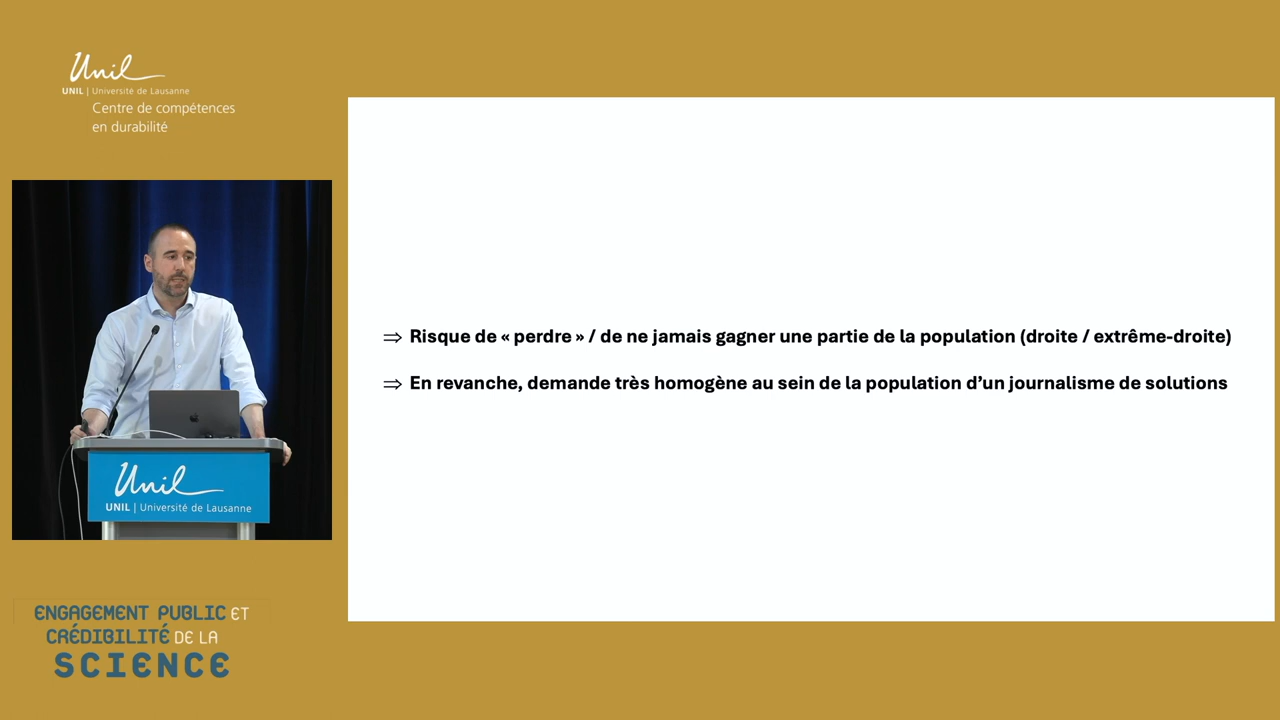 Unil
UNIL | Université de Lausanne
Centre de compétences
en durabilité
⇒ Risque de « perdre » / de ne jamais gagner une partie de la population (droite / extrême-droite)
⇒ En revanche, demande très homogène au sein de la population d’un journalisme de solutions
Unil
UNIL | Université de Lausanne
ENGAGEMENT PUBLIC ET
CRÉDIBILITÉ DE LA
SCIENCE